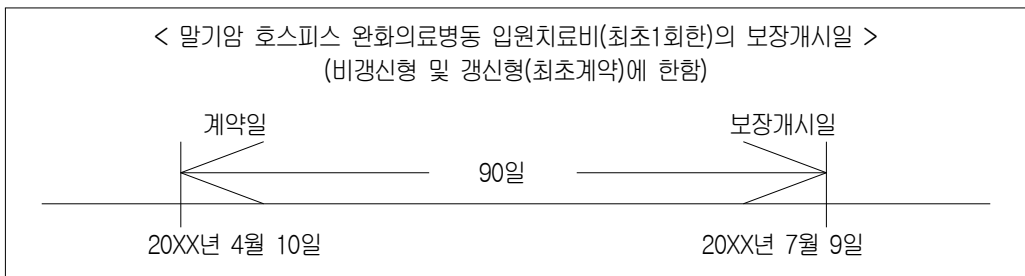 < 말기암 호스피스 완화의료병동 입원치료비(최초1회한)의 보장개시일 >
(비갱신형 및 갱신형(최초계약)에 한함)
계약일 보장개시일
90일
20XX년 4월 10일 20XX년 7월 9일